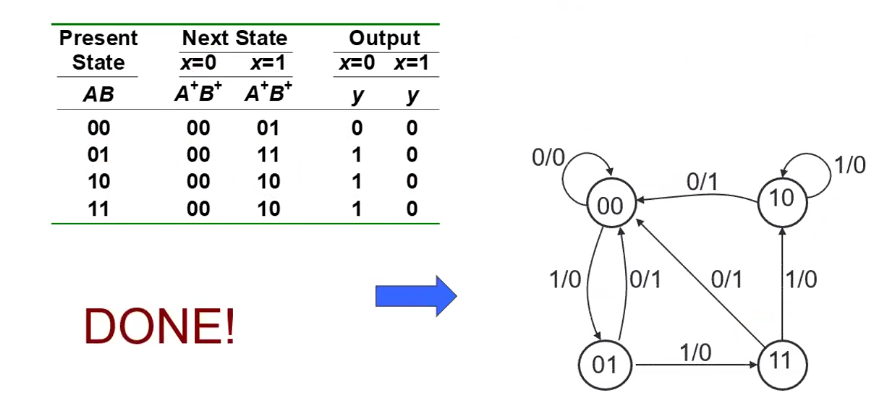 Present Next State Output
State x=0 x=1 x=0 x=1
AB A⁺B⁺ A⁺B⁺ y y
00 00 01 0 0
01 00 11 1 0
10 00 10 1 0
11 00 10 1 0
DONE!
0/0
1/0
0/1
00
10
1/0
0/1
0/1
1/0
01
1/0
11